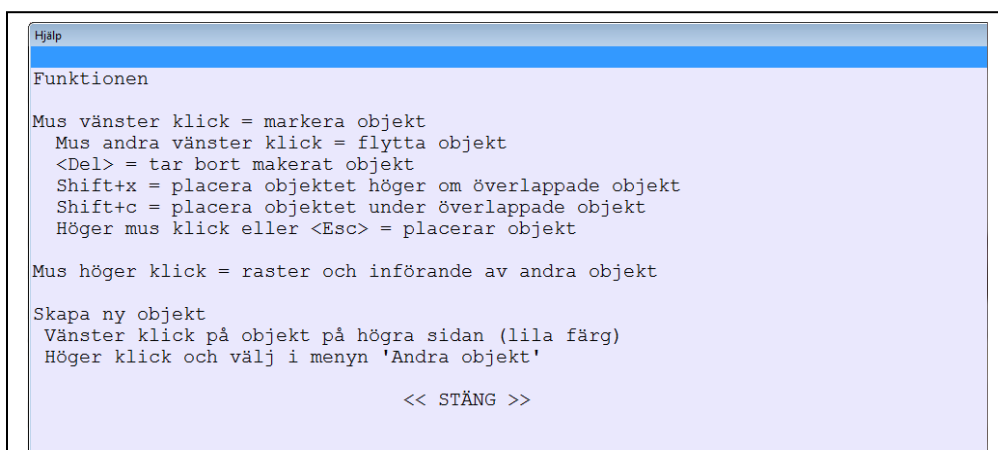 Hjälp
Funktionen
Mus vänster klick = markera objekt
Mus andra vänster klick = flytta objekt
<Del> = tar bort makerat objekt
Shift+x = placera objektet höger om överlappade objekt
Shift+c = placera objektet under överlappade objekt
Höger mus klick eller <Esc> = placerar objekt
Mus höger klick = raster och införande av andra objekt
Skapa ny objekt
Vänster klick på objekt på högra sidan (lila färg)
Höger klick och välj i menyn 'Andra objekt'
<< STÄNG >>